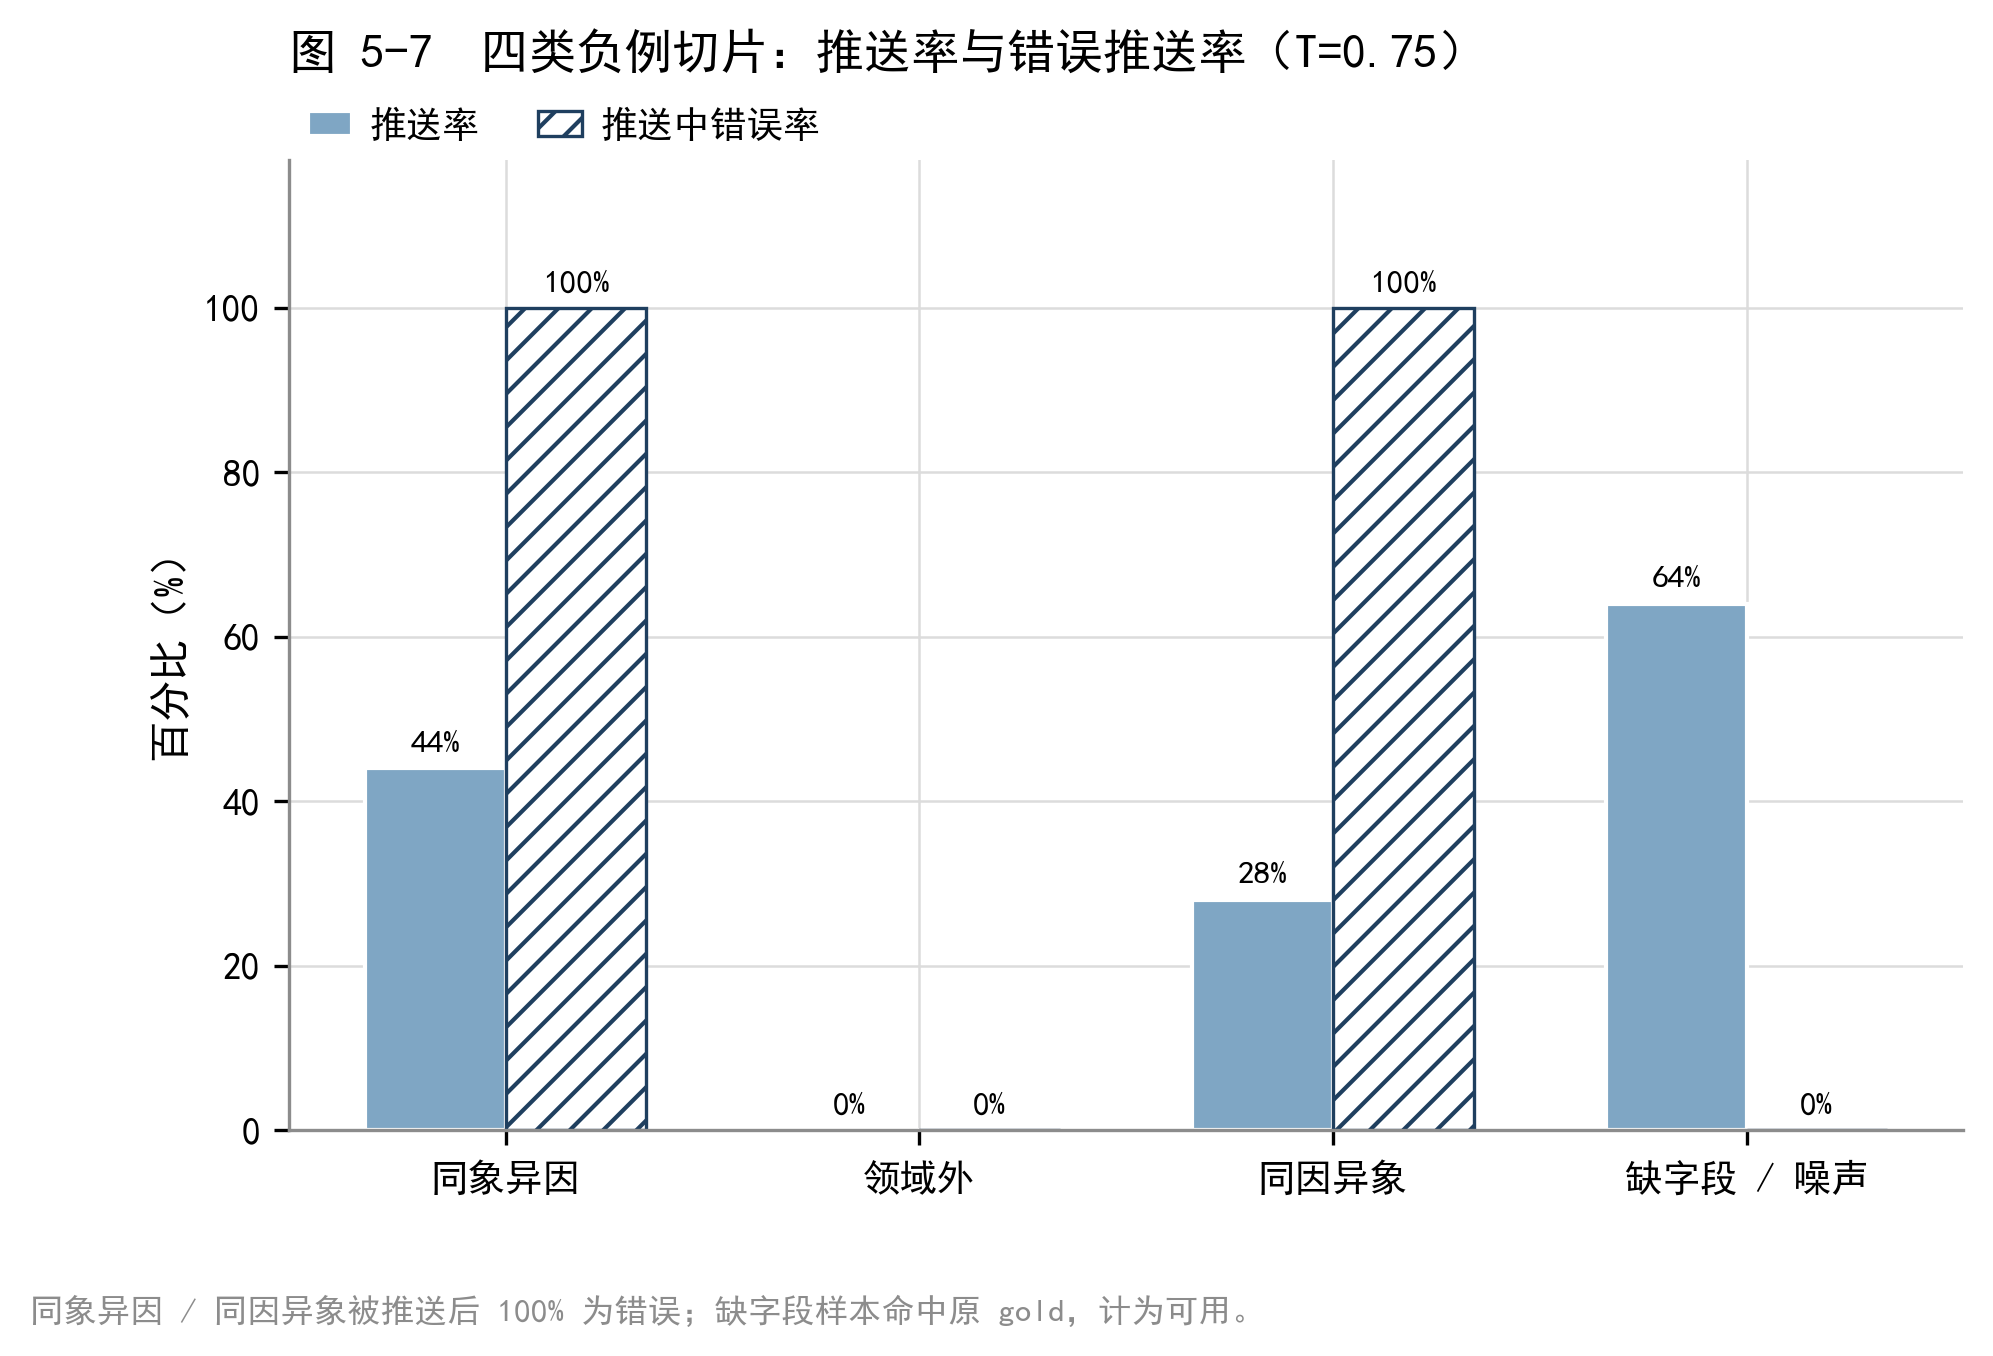 图 5-7 四类负例切片：推送率与错误推送率（T=0.75）
推送率 推送中错误率
百分比（%）
100
80
60
40
20
0
44% 100%
0% 0%
28% 100%
64% 0%
同象异因 领域外 同因异象 缺字段 / 噪声
同象异因 / 同因异象被推送后 100% 为错误；缺字段样本命中原 gold，计为可用。